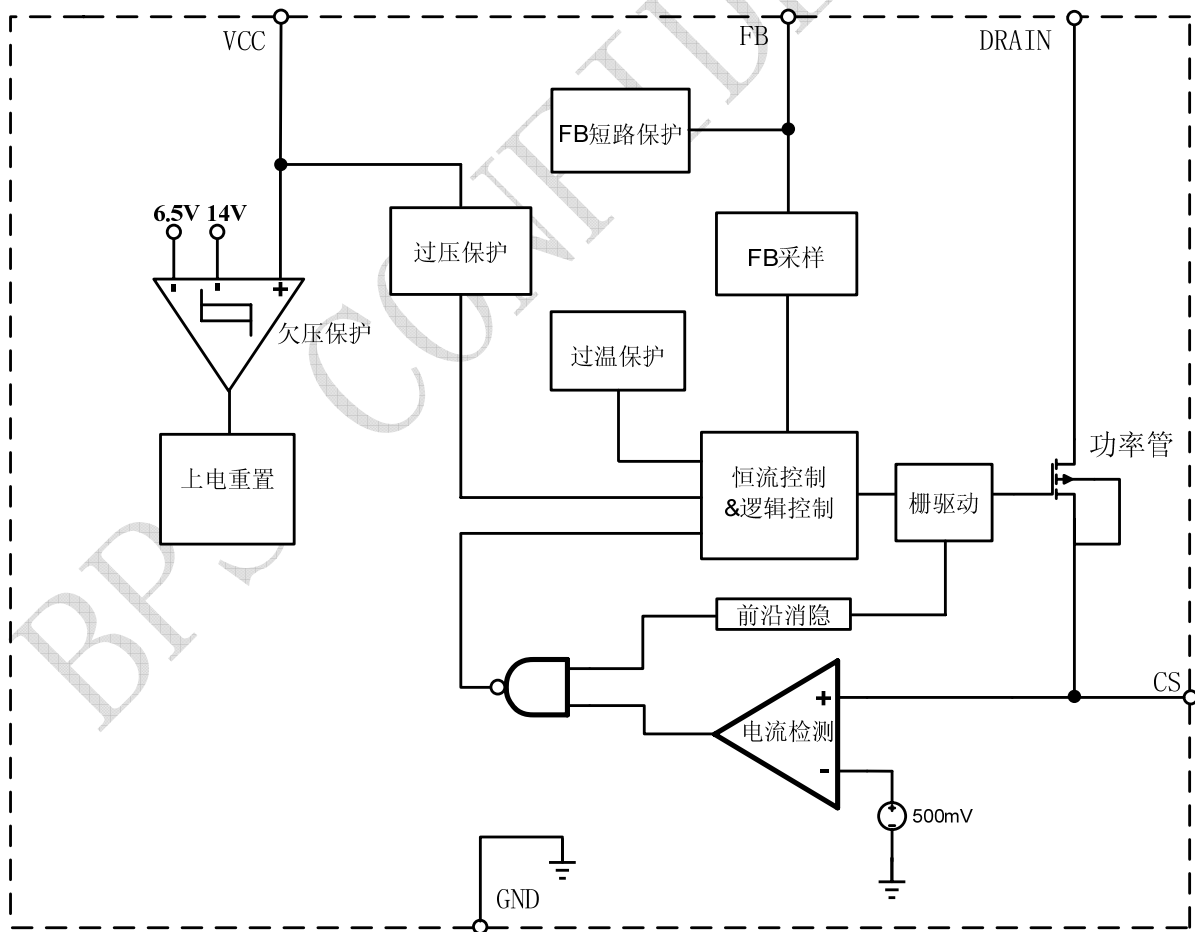 VCC
FB
DRAIN
FB短路保护
6.5V 14V
过压保护
FB采样
欠压保护
过温保护
上电重置
恒流控制
&逻辑控制
栅驱动
功率管
前沿消隐
CS
电流检测
500mV
GND